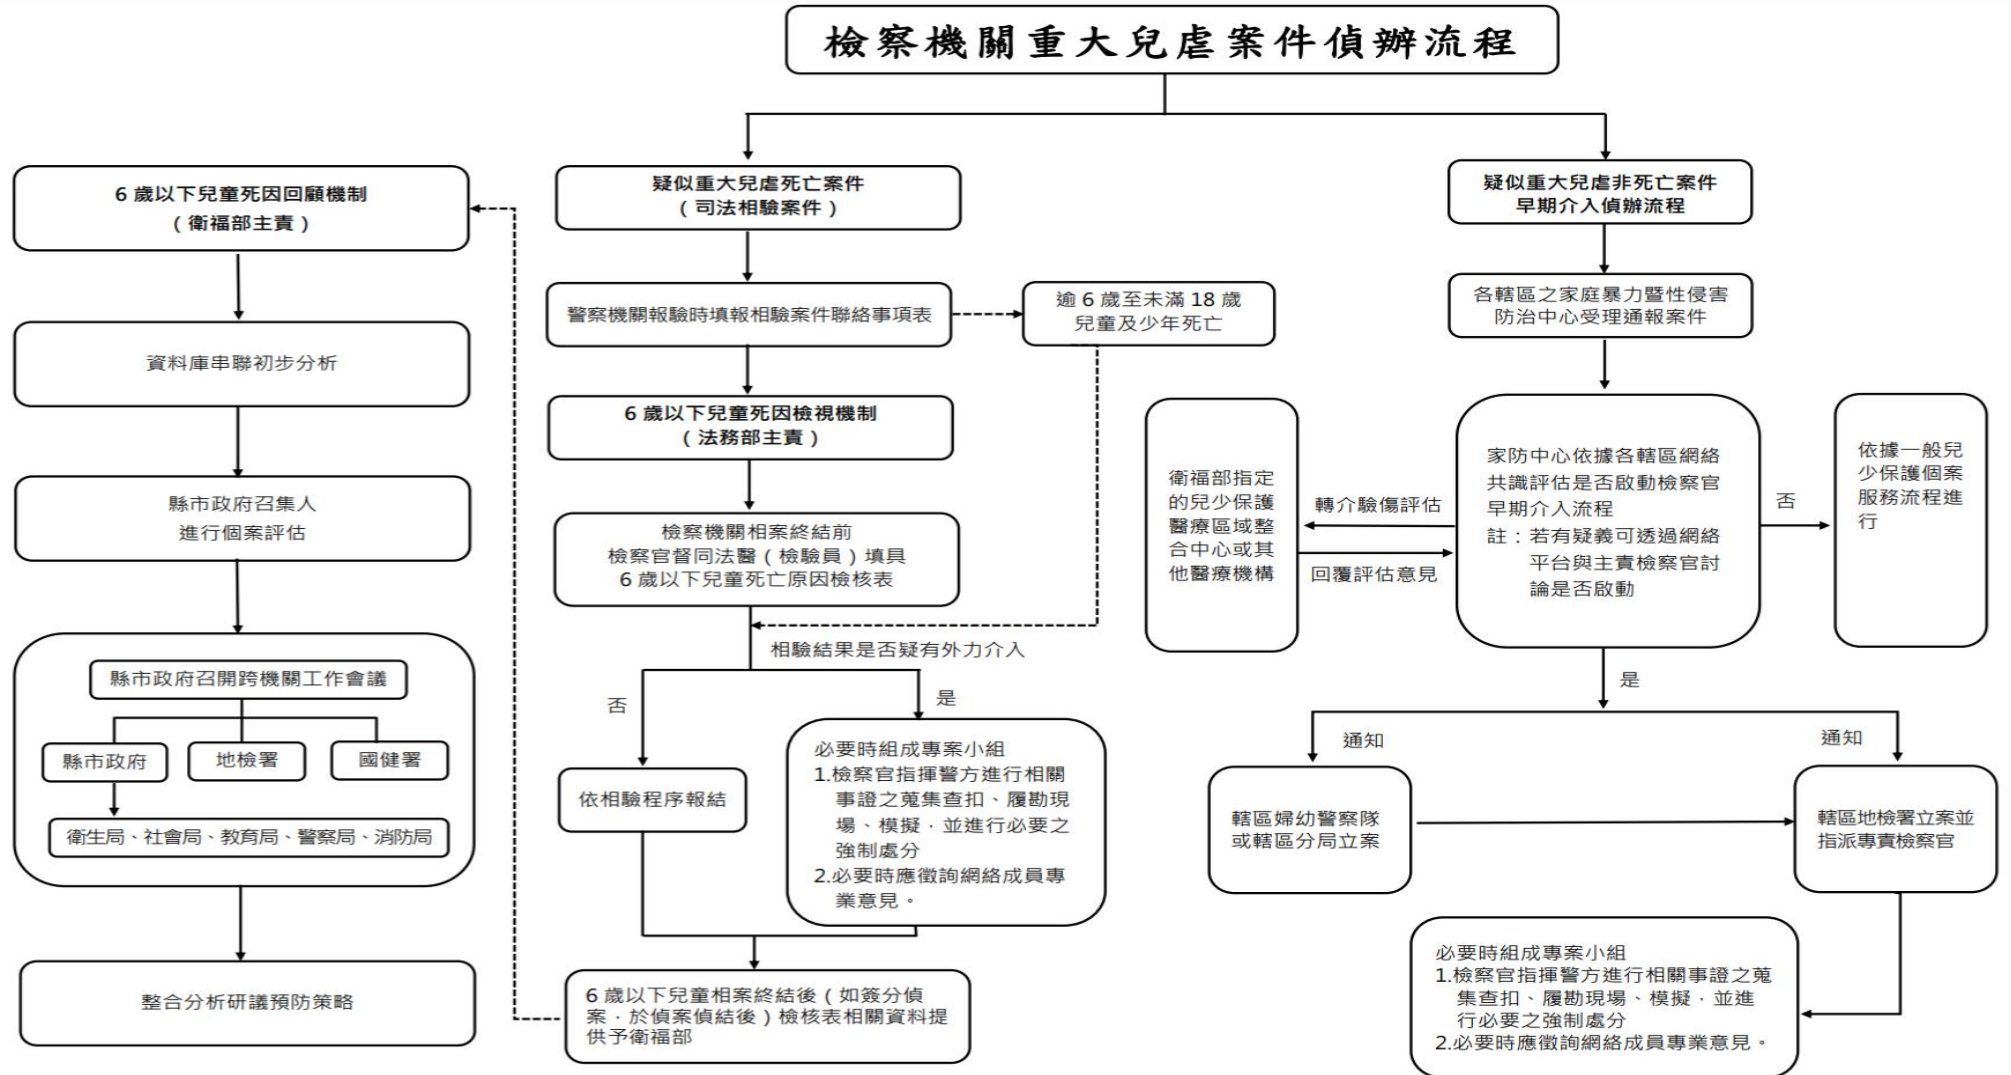 檢察機關重大兒虐案件偵辦流程
6 歲以下兒童死因回顧機制
(衛福部主責)
資料庫串聯初步分析
縣市政府召集人
進行個案評估
縣市政府召開跨機關工作會議
縣市政府
地檢署
國健署
衛生局、社會局、教育局、警察局、消防局
整合分析研議預防策略
疑似重大兒虐死亡案件
(司法相驗案件)
警察機關報驗時填報相驗案件聯絡事項表
逾 6 歲至未滿 18 歲
兒童及少年死亡
6 歲以下兒童死因檢視機制
(法務部主責)
檢察機關相案終結前
檢察官督同法醫(檢驗員)填具
6 歲以下兒童死亡原因檢核表
相驗結果是否疑有外力介入
否
是
依相驗程序報結
必要時組成專案小組
1.檢察官指揮警方進行相關
事證之蒐集查扣、履勘現
場、模擬,並進行必要之
強制處分
2.必要時應徵詢網絡成員專
業意見。
6 歲以下兒童相案終結後(如簽分偵
案,於偵案偵結後)檢核表相關資料提
供予衛福部
疑似重大兒虐非死亡案件
早期介入偵辦流程
各轄區之家庭暴力暨性侵害
防治中心受理通報案件
衛福部指定
的兒少保護
醫療區域整
合中心或其
他醫療機構
轉介驗傷評估
回覆評估意見
家防中心依據各轄區網絡
共識評估是否啟動檢察官
早期介入流程
註:若有疑義可透過網絡
平台與主責檢察官討
論是否啟動
否
依據一般兒
少保護個案
服務流程進
行
是
通知
通知
轄區婦幼警察隊
或轄區分局立案
轄區地檢署立案並
指派專責檢察官
必要時組成專案小組
1.檢察官指揮警方進行相關事證之蒐
集查扣、履勘現場、模擬,並進
行必要之強制處分
2.必要時應徵詢網絡成員專業意見。